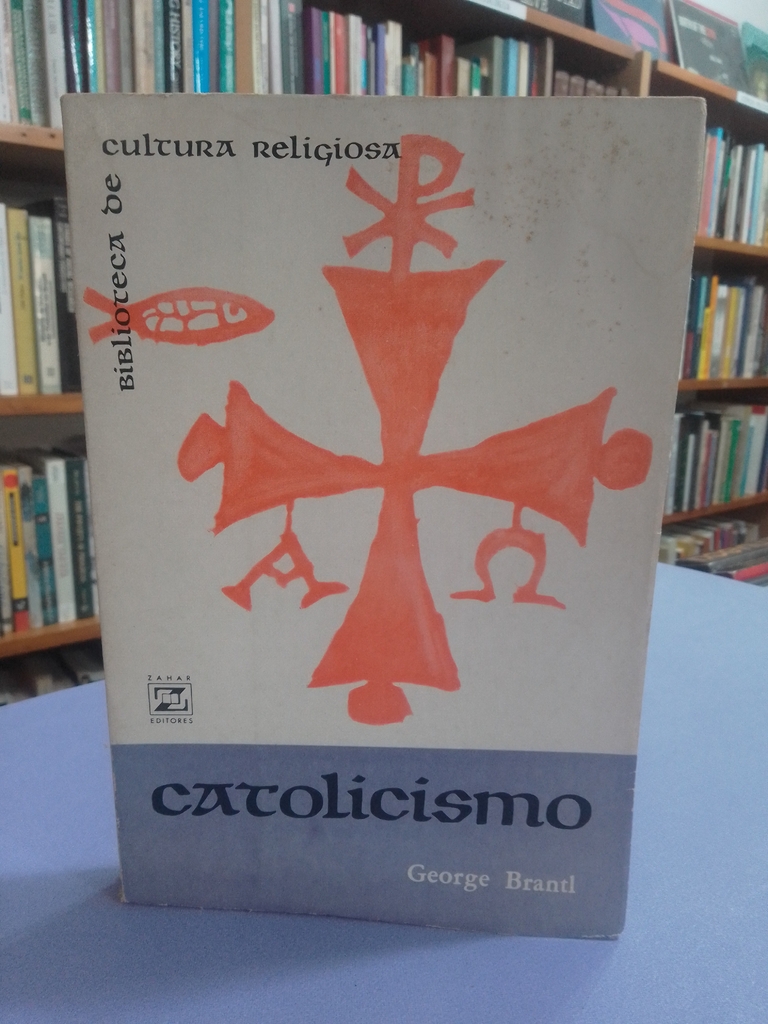 Biblioteca de
cultura religiosa
A Ω
ZAHAR
EDITORES
catolicismo
George Brantl